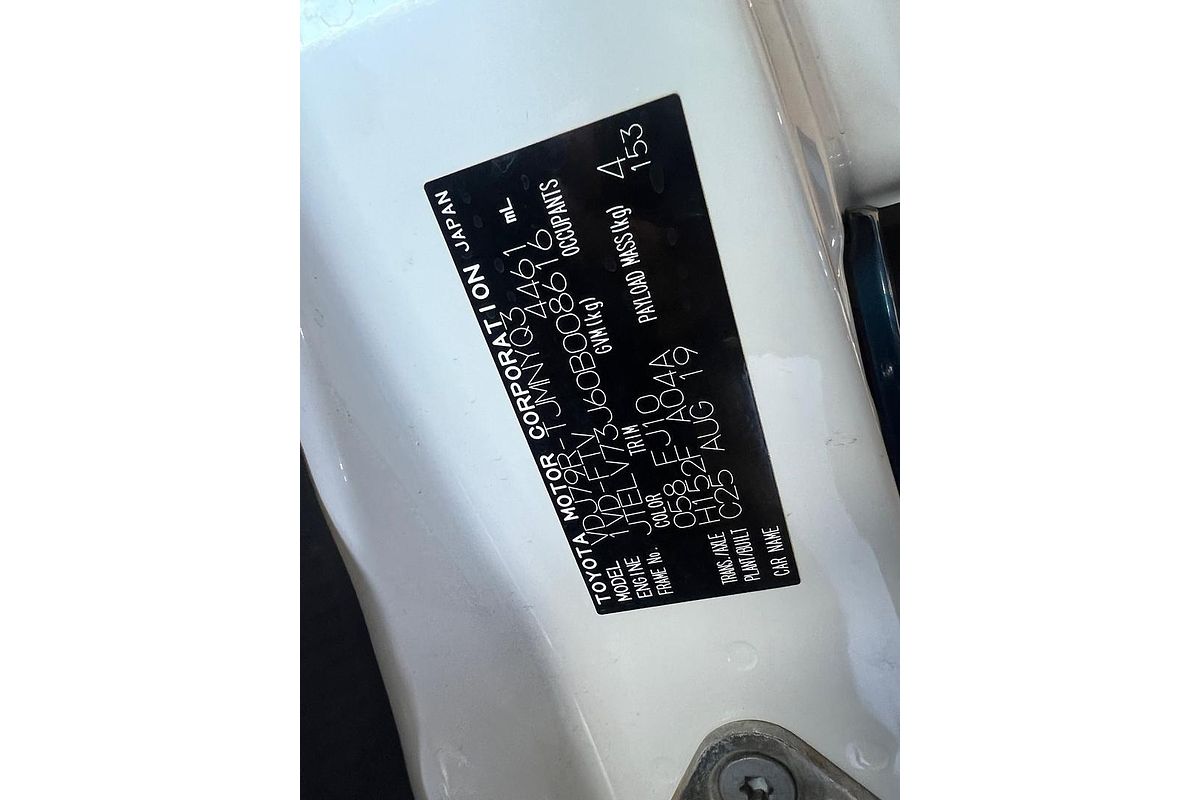 TOYOTA MOTOR CORPORATION JAPAN
MODEL VDJ79R-TJMNYQ3
ENGINE 1VD-FTV 4461 mL
FRAME No. JTELV73J60B008616
COLOR TRIM GVM(kg) OCCUPANTS
058 FJ10 4
PAYLOAD MASS(kg) 153
TRANS./AXLE H152F A04A
PLANT/BUILT C25 AUG 19
CAR NAME